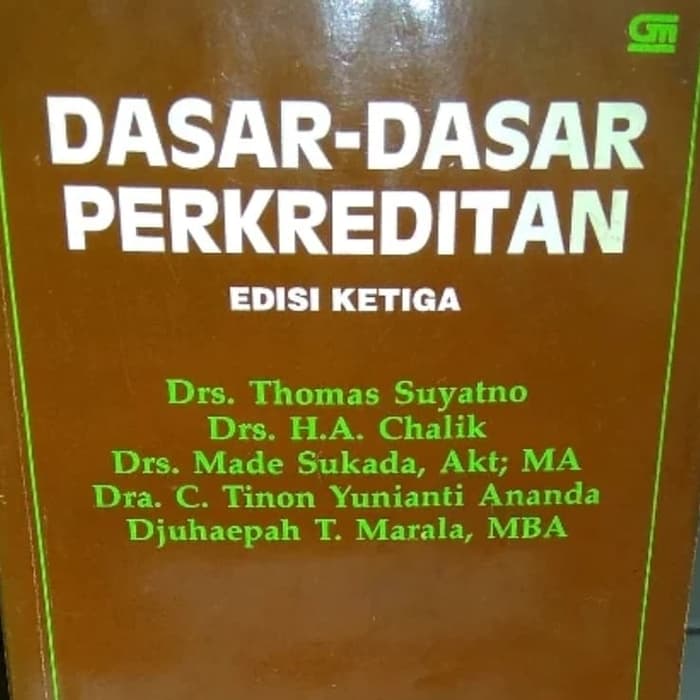 GM
DASAR-DASAR
PERKREDITAN
EDISI KETIGA
Drs. Thomas Suyatno
Drs. H.A. Chalik
Drs. Made Sukada, Akt; MA
Dra. C. Tinon Yunianti Ananda
Djuhaepah T. Marala, MBA